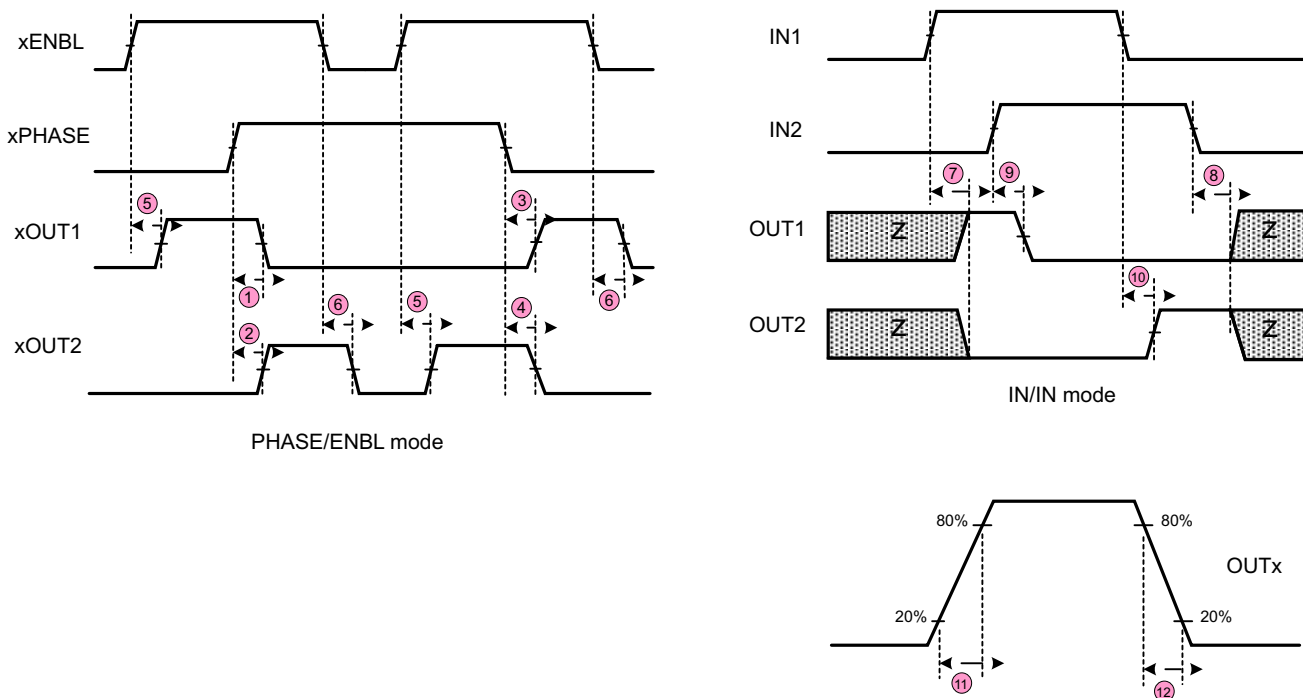 xENBL
xPHASE
5
3
xOUT1
1
6
6
5
4
2
xOUT2
PHASE/ENBL mode
IN1
IN2
7
9
8
OUT1
Z
Z
10
OUT2
Z
Z
IN/IN mode
80%
80%
OUTx
20%
20%
11
12